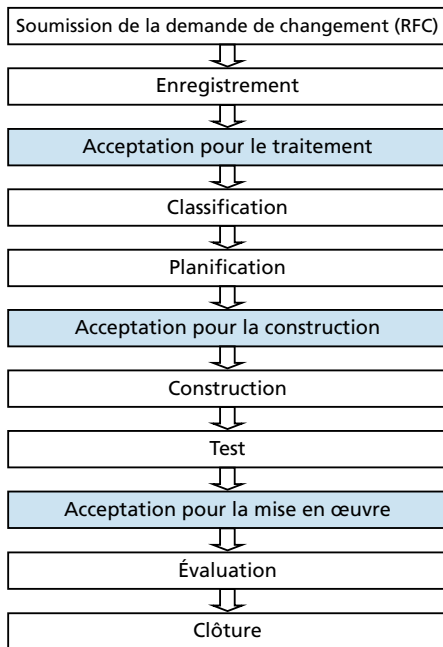 Soumission de la demande de changement (RFC)
Enregistrement
Acceptation pour le traitement
Classification
Planification
Acceptation pour la construction
Construction
Test
Acceptation pour la mise en œuvre
Évaluation
Clôture